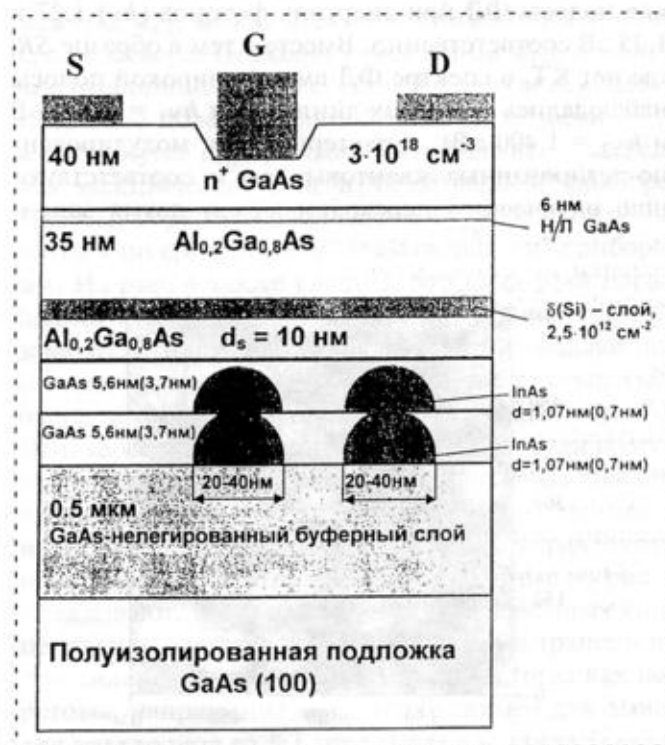 S G D
40 нм
n⁺ GaAs
3·10¹⁸ см⁻³
6 нм
Н/Л GaAs
35 нм Al₀,₂Ga₀,₈As
δ(Si) – слой,
2,5·10¹² см⁻²
Al₀,₂Ga₀,₈As dₛ = 10 нм
GaAs 5,6нм(3,7нм)
InAs
d=1,07нм(0,7нм)
GaAs 5,6нм(3,7нм)
InAs
d=1,07нм(0,7нм)
20-40нм 20-40нм
0.5 мкм
GaAs-нелегированный буферный слой
Полуизолированная подложка
GaAs (100)